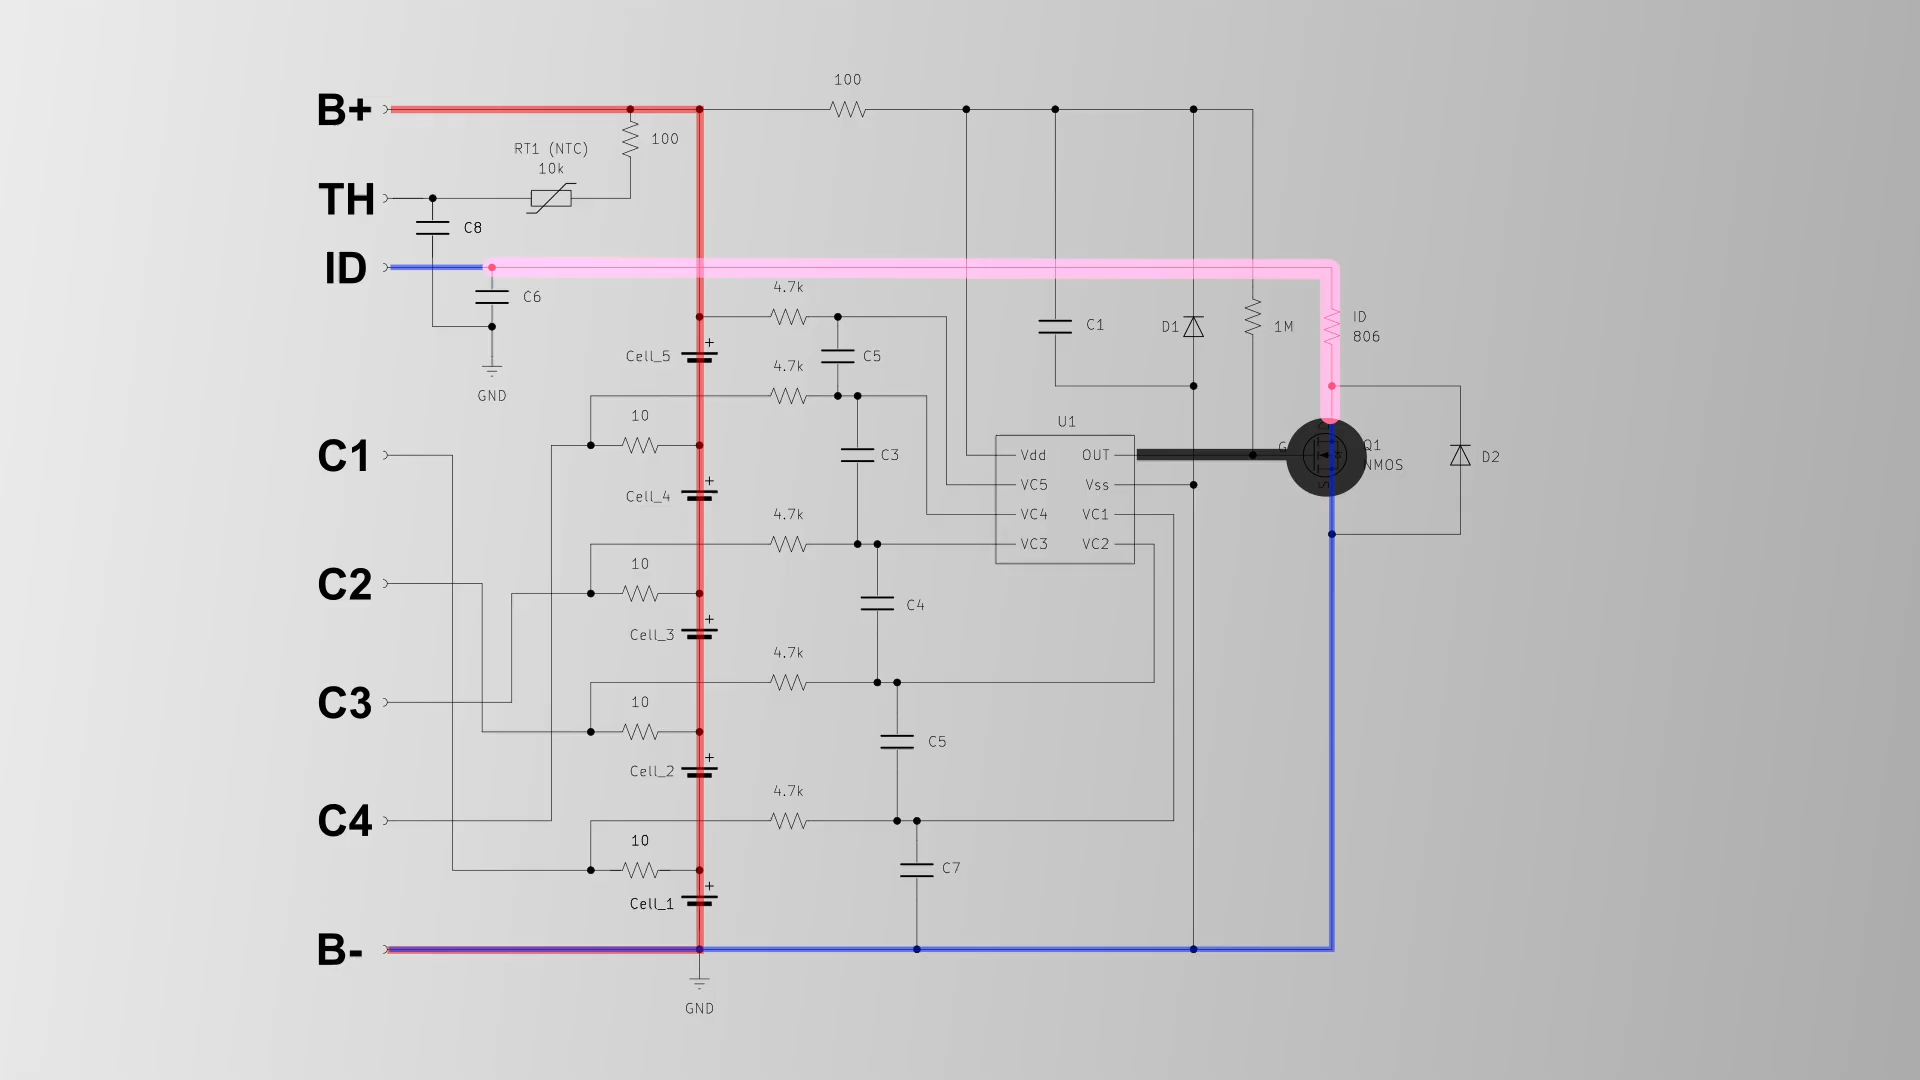 100
B+
100
RT1 (NTC)
10k
TH
C8
ID
4.7k
C6
ID
806
C1
D1
1M
Cell_5
+
C5
4.7k
GND
10
U1
C1
G
D
Q1
NMOS
S
D2
Vdd
OUT
VC5
Vss
VC4
VC1
VC3
VC2
C3
+
Cell_4
4.7k
10
C2
C4
+
Cell_3
4.7k
C3
10
C5
+
Cell_2
4.7k
C4
10
C7
+
Cell_1
B-
GND